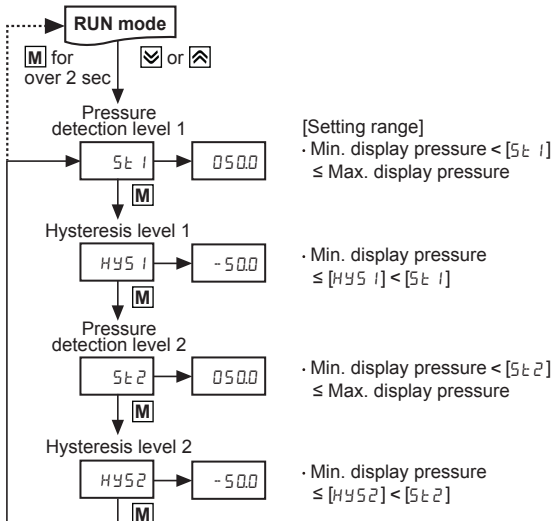 RUN mode
M for
over 2 sec
or
Pressure
detection level 1
St 1
050.0
[Setting range]
· Min. display pressure < [St 1]
≤ Max. display pressure
M
Hysteresis level 1
HYS 1
-50.0
· Min. display pressure
≤ [HYS 1] < [St 1]
M
Pressure
detection level 2
St2
050.0
· Min. display pressure < [St2]
≤ Max. display pressure
M
Hysteresis level 2
HYS2
-50.0
· Min. display pressure
≤ [HYS2] < [St2]
M